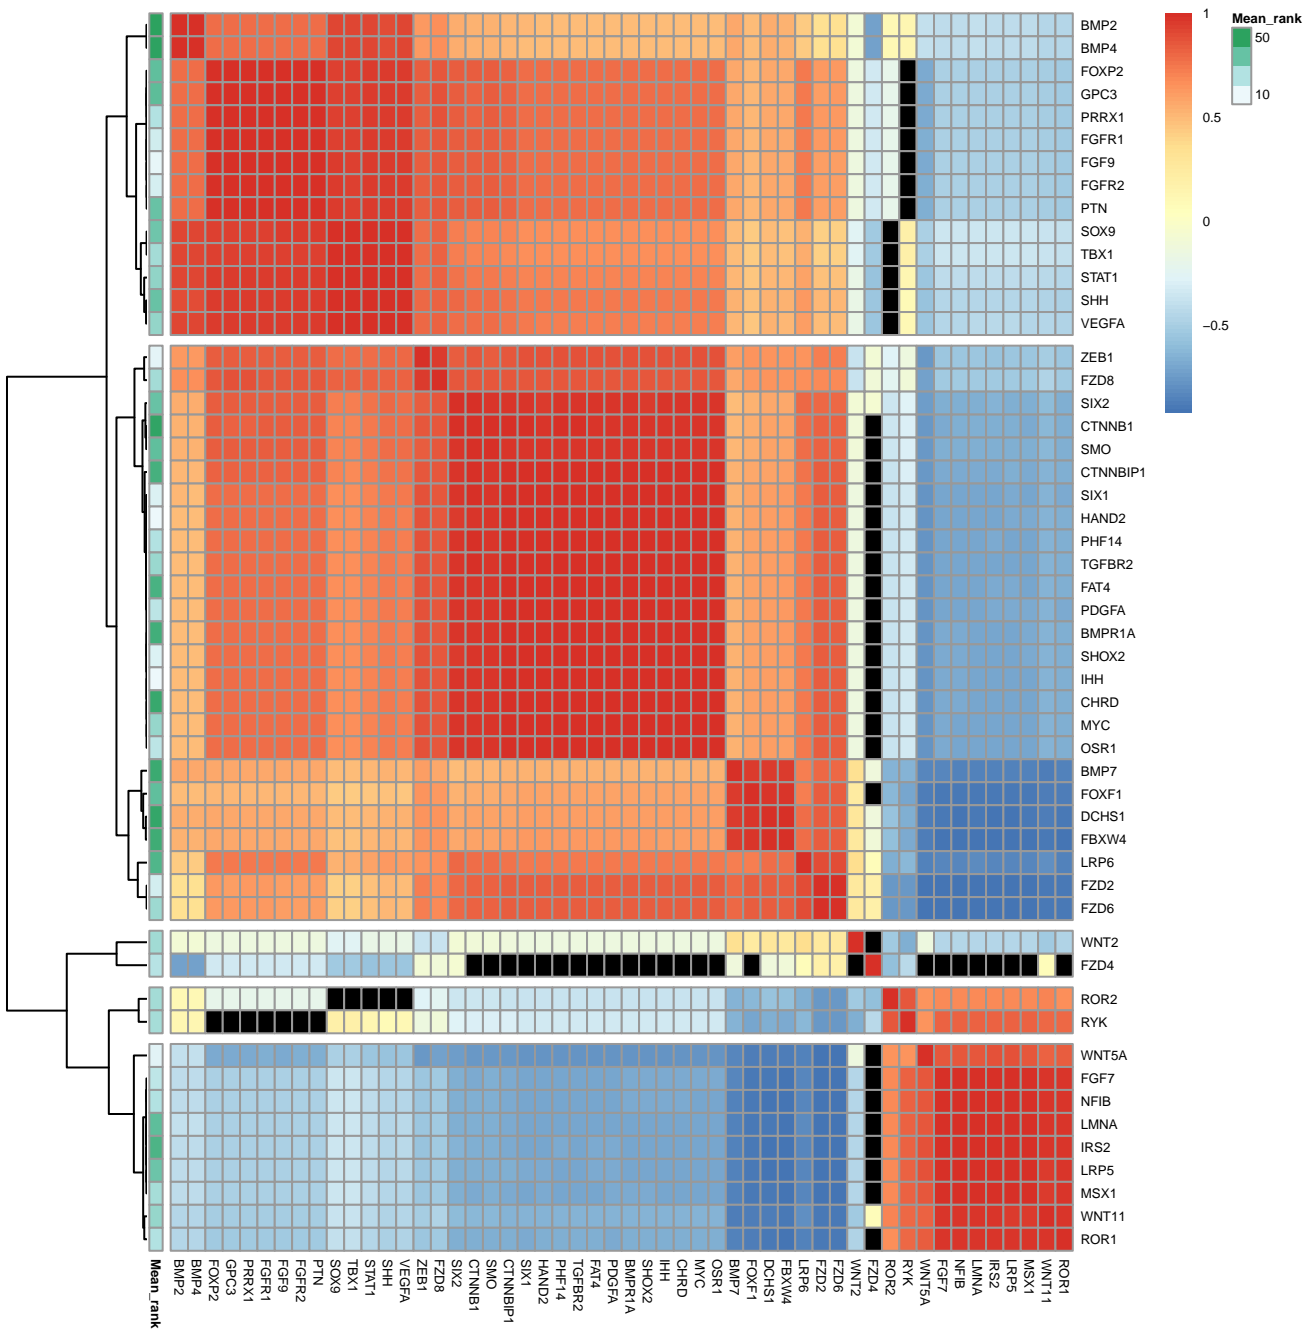 BMP2
BMP4
FOXP2
GPC3
PRRX1
FGFR1
FGF9
FGFR2
PTN
SOX9
TBX1
STAT1
SHH
VEGFA
ZEB1
FZD8
SIX2
CTNNB1
SMO
CTNNBIP1
SIX1
HAND2
PHF14
TGFBR2
FAT4
PDGFA
BMPR1A
SHOX2
IHH
CHRD
MYC
OSR1
BMP7
FOXF1
DCHS1
FBXW4
LRP6
FZD2
FZD6
WNT2
FZD4
ROR2
RYK
WNT5A
FGF7
NFIB
LMNA
IRS2
LRP5
MSX1
WNT11
ROR1
1
0.5
0
−0.5
Mean_rank
50
10
Mean_rank
BMP2
BMP4
FOXP2
GPC3
PRRX1
FGFR1
FGF9
FGFR2
PTN
SOX9
TBX1
STAT1
SHH
VEGFA
ZEB1
FZD8
SIX2
CTNNB1
SMO
CTNNBIP1
SIX1
HAND2
PHF14
TGFBR2
FAT4
PDGFA
BMPR1A
SHOX2
IHH
CHRD
MYC
OSR1
BMP7
FOXF1
DCHS1
FBXW4
LRP6
FZD2
FZD6
WNT2
FZD4
ROR2
RYK
WNT5A
FGF7
NFIB
LMNA
IRS2
LRP5
MSX1
WNT11
ROR1